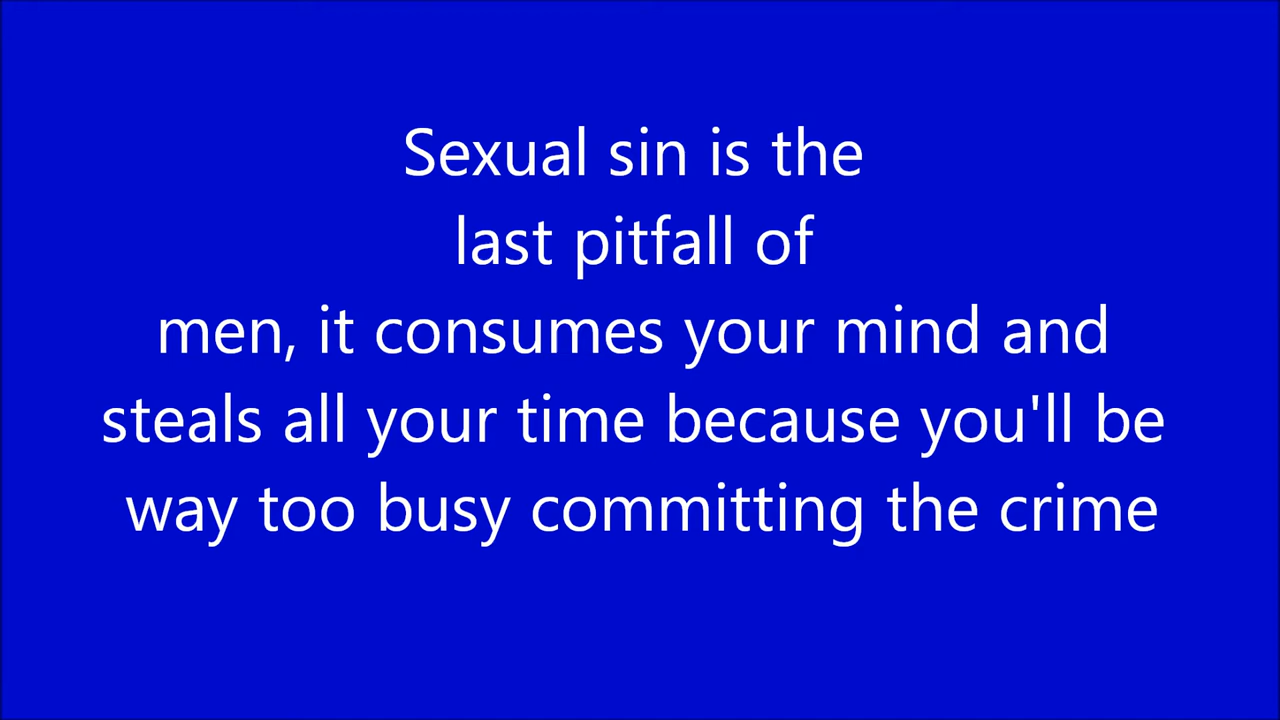 Sexual sin is the
last pitfall of
men, it consumes your mind and
steals all your time because you'll be
way too busy committing the crime